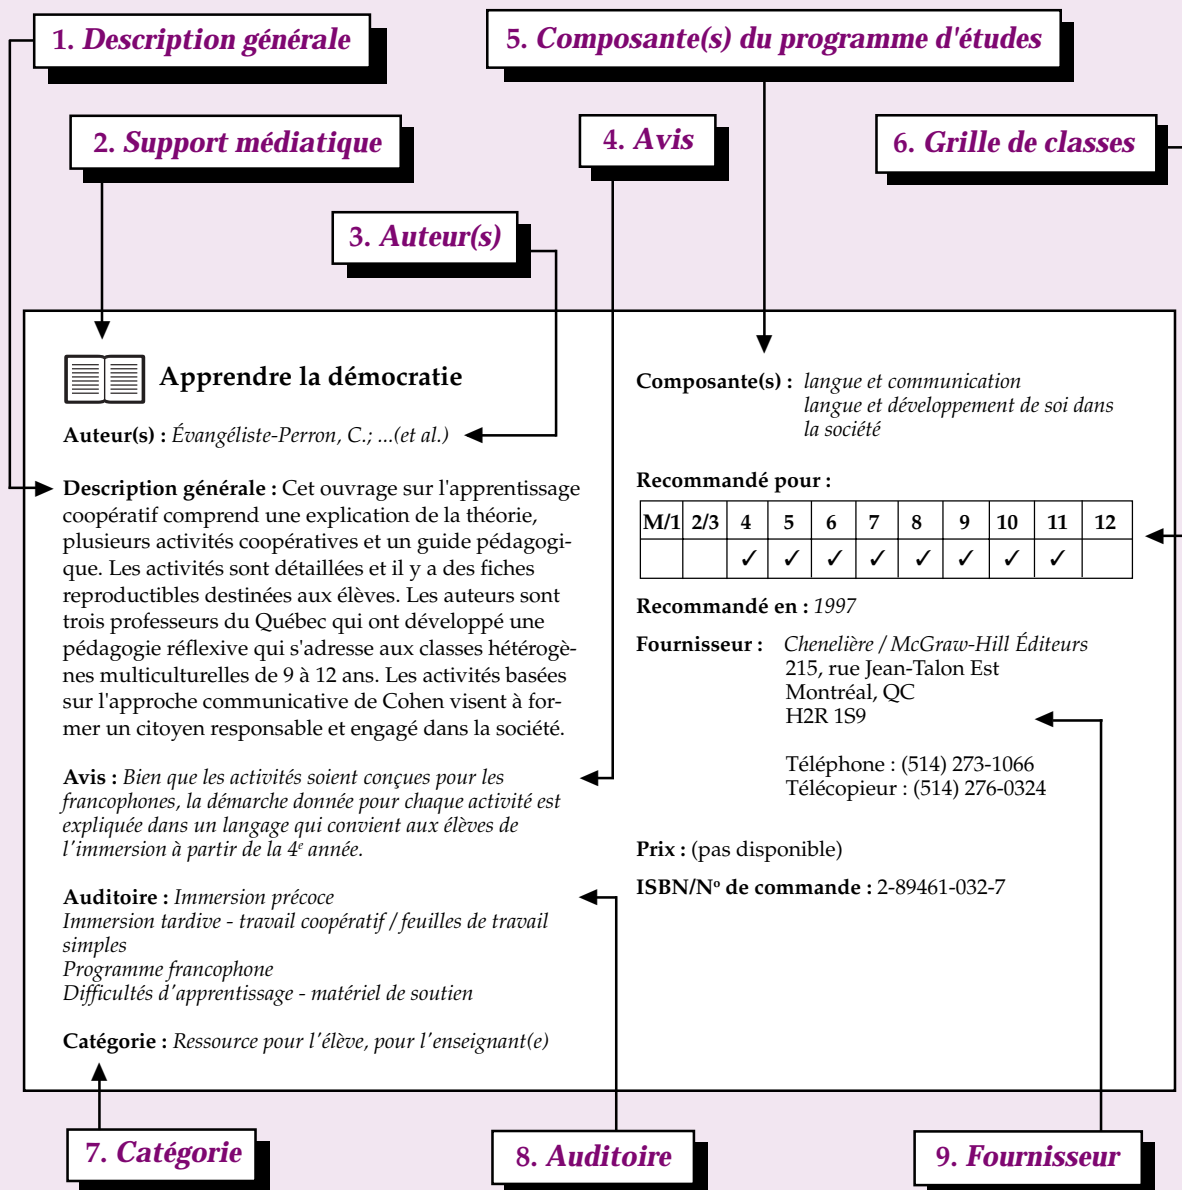 1. Description générale
5. Composante(s) du programme d'études
2. Support médiatique
4. Avis
6. Grille de classes
3. Auteur(s)
Apprendre la démocratie
Auteur(s) : Évangéliste-Perron, C.; ...(et al.)
Description générale : Cet ouvrage sur l'apprentissage
coopératif comprend une explication de la théorie,
plusieurs activités coopératives et un guide pédagogi-
que. Les activités sont détaillées et il y a des fiches
reproductibles destinées aux élèves. Les auteurs sont
trois professeurs du Québec qui ont développé une
pédagogie réflexive qui s'adresse aux classes hétérogè-
nes multiculturelles de 9 à 12 ans. Les activités basées
sur l'approche communicative de Cohen visent à for-
mer un citoyen responsable et engagé dans la société.
Avis : Bien que les activités soient conçues pour les
francophones, la démarche donnée pour chaque activité est
expliquée dans un langage qui convient aux élèves de
l'immersion à partir de la 4e année.
Auditoire : Immersion précoce
Immersion tardive - travail coopératif / feuilles de travail
simples
Programme francophone
Difficultés d'apprentissage - matériel de soutien
Catégorie : Ressource pour l'élève, pour l'enseignant(e)
Composante(s) : langue et communication
langue et développement de soi dans
la société
Recommandé pour :
M/1 2/3 4 5 6 7 8 9 10 11 12
✓ ✓ ✓ ✓ ✓ ✓ ✓ ✓
Recommandé en : 1997
Fournisseur : Chenelière / McGraw-Hill Éditeurs
215, rue Jean-Talon Est
Montréal, QC
H2R 1S9
Téléphone : (514) 273-1066
Télécopieur : (514) 276-0324
Prix : (pas disponible)
ISBN/No de commande : 2-89461-032-7
7. Catégorie
8. Auditoire
9. Fournisseur